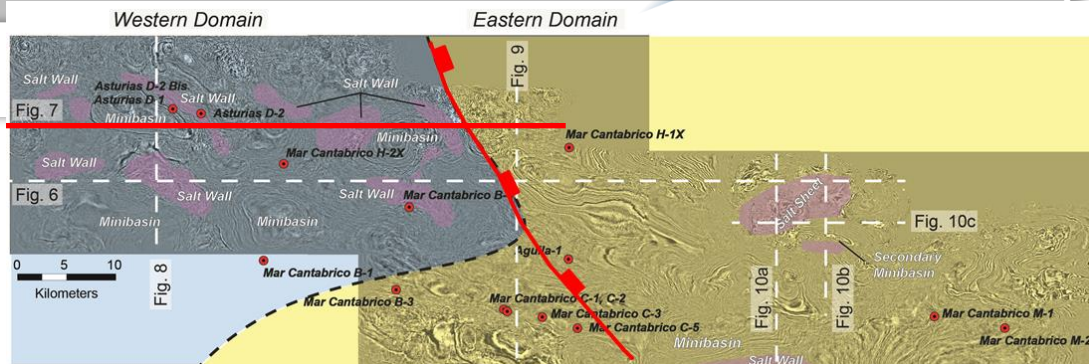 Western Domain
Eastern Domain
Fig. 9
Salt Wall
Asturias D-2 Bis
Asturias D-1
Salt Wall
Salt Wall
Fig. 7
Minibasin
Asturias D-2
Minibasin
Mar Cantabrico H-1X
Mar Cantabrico H-2X
Salt Wall
Fig. 6
Salt Wall
Salt Wall
Mar Cantabrico B-
Salt Sheet
Minibasin
Minibasin
Fig. 10c
Aguila-1
Secondary
Minibasin
0 5 10
Kilometers
Fig. 8
Mar Cantabrico B-1
Mar Cantabrico B-3
Fig. 10a
Fig. 10b
Mar Cantabrico C-1, C-2
Mar Cantabrico C-3
Mar Cantabrico C-5
Minibasin
Mar Cantabrico M-1
Mar Cantabrico M-2
Salt Wall